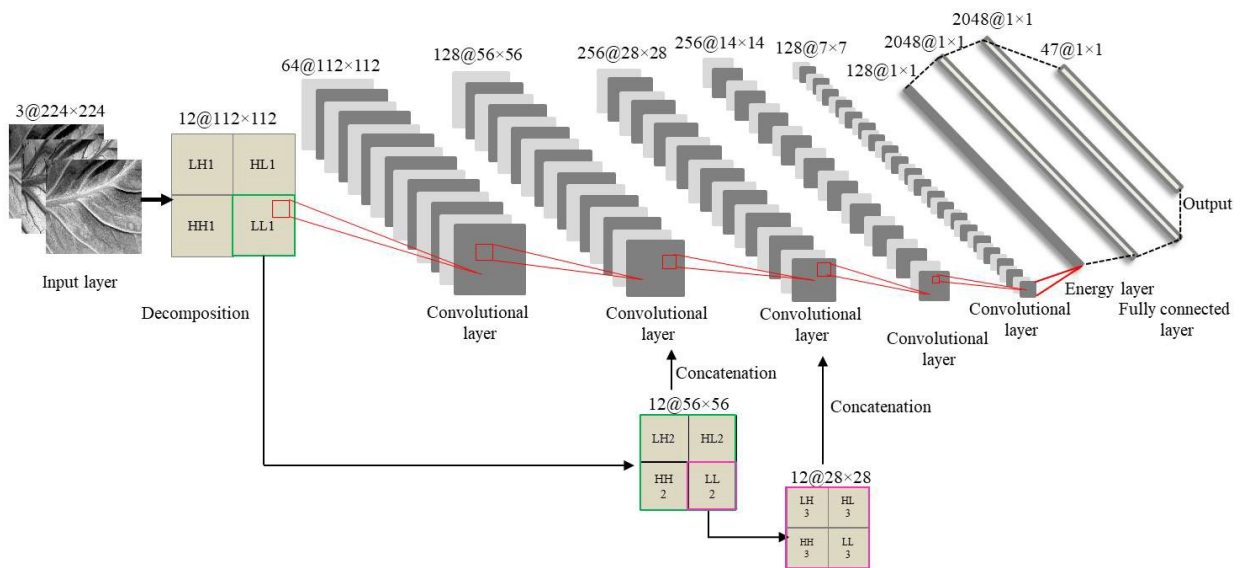 3@224×224
Input layer
12@112×112
LH1
HL1
HH1
LL1
Decomposition
64@112×112
Convolutional
layer
128@56×56
Convolutional
layer
256@28×28
Convolutional
layer
256@14×14
Convolutional
layer
128@7×7
Convolutional
layer
128@1×1
Energy layer
2048@1×1
2048@1×1
47@1×1
Output
Fully connected
layer
Concatenation
12@56×56
LH2
HL2
HH
2
LL
2
Concatenation
12@28×28
LH
3
HL
3
HH
3
LL
3